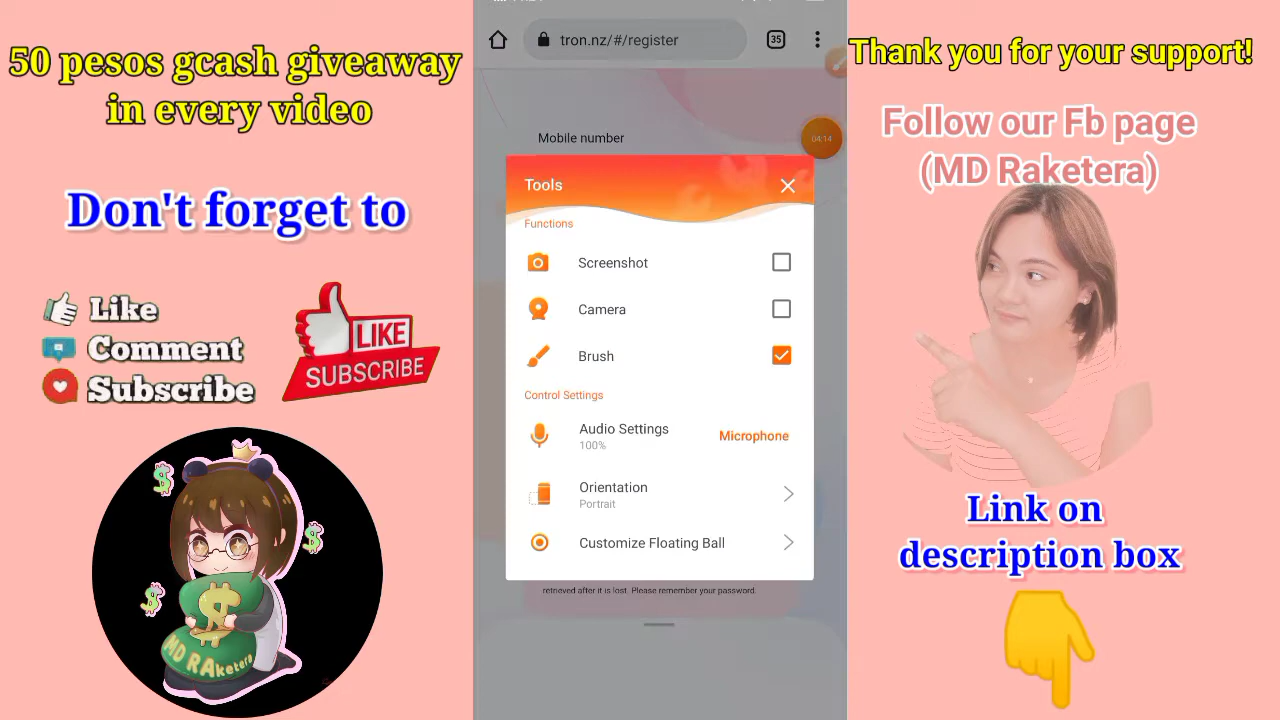 50 pesos gcash giveaway
in every video
Don't forget to
Like
Comment
Subscribe
LIKE
SUBSCRIBE
MD RAketera
tron.nz/#/register
35
Mobile number
04:14
Tools
Functions
Screenshot
Camera
Brush
Control Settings
Audio Settings
100%
Microphone
Orientation
Portrait
Customize Floating Ball
retrieved after it is lost. Please remember your password.
Thank you for your support!
Follow our Fb page
(MD Raketera)
Link on
description box